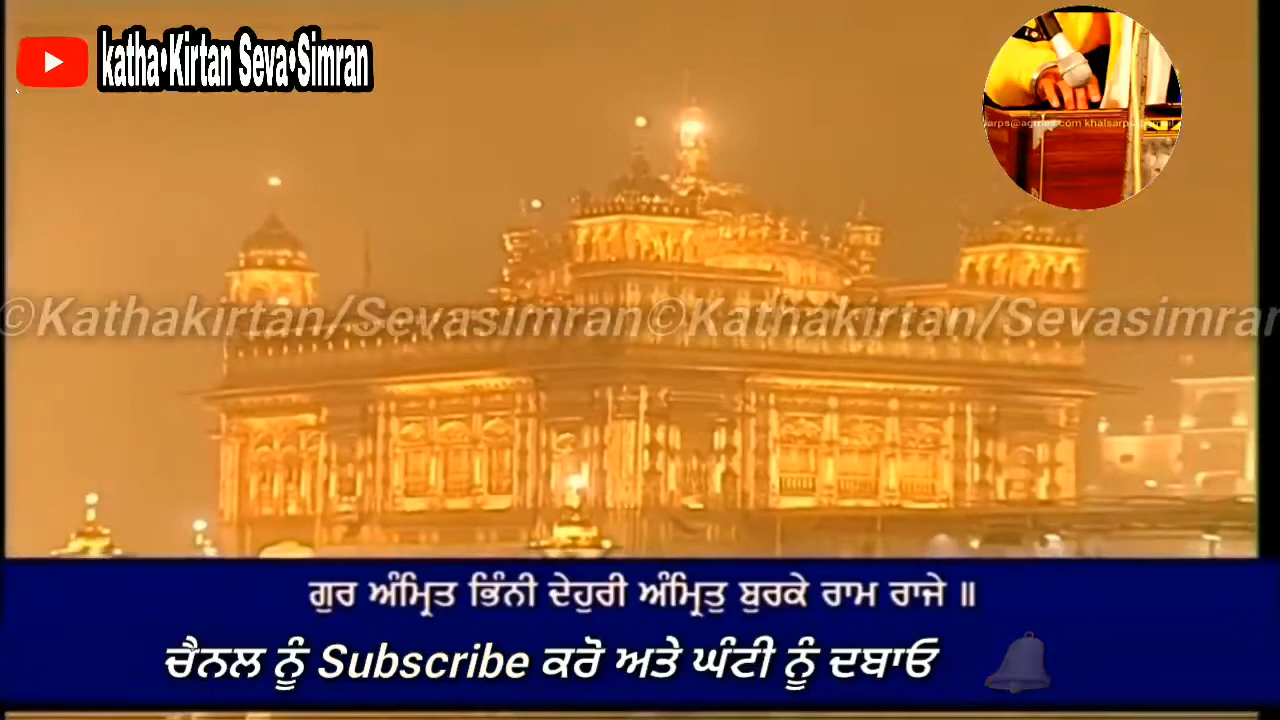 katha•Kirtan Seva•Simran
©Kathakirtan/Sevasimran©Kathakirtan/Sevasimran
ਗੁਰ ਅੰਮ੍ਰਿਤ ਭਿੰਨੀ ਦੇਹੁਰੀ ਅੰਮ੍ਰਿਤੁ ਬੁਰਕੇ ਰਾਮ ਰਾਜੇ ॥
ਚੈਨਲ ਨੂੰ Subscribe ਕਰੋ ਅਤੇ ਘੰਟੀ ਨੂੰ ਦਬਾਓ